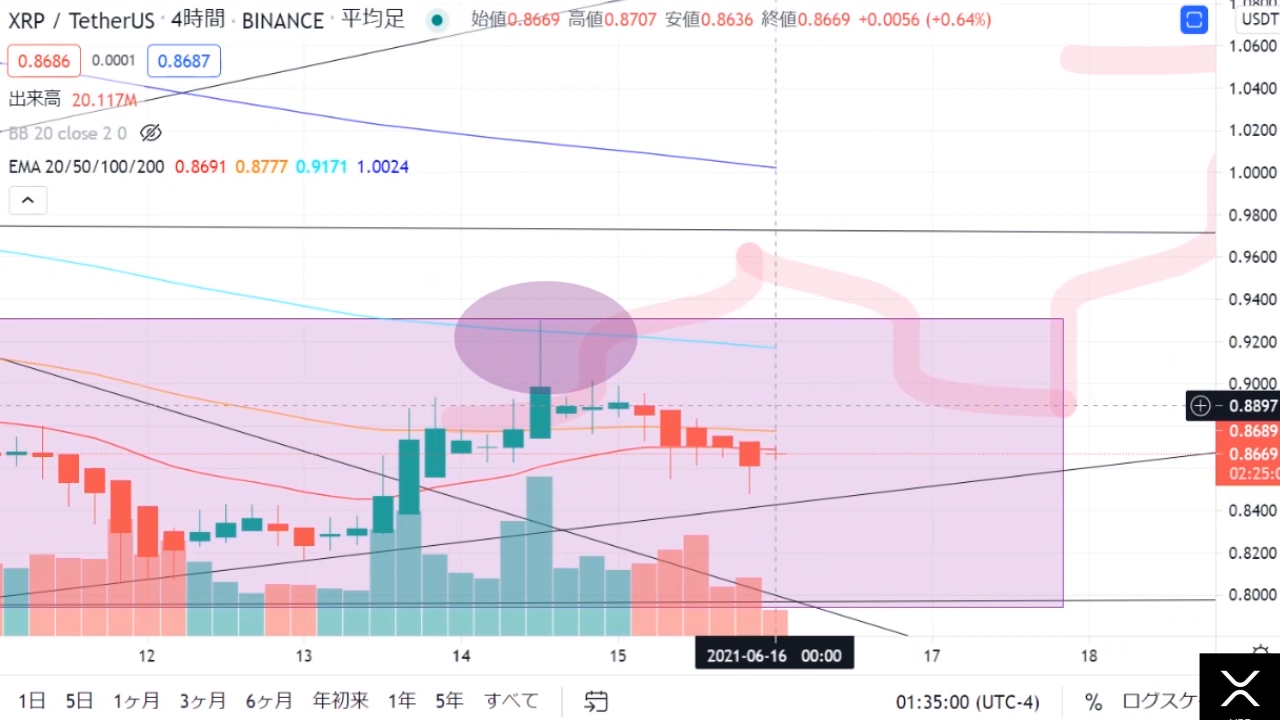 XRP / TetherUS · 4時間 · BINANCE · 平均足 始値0.8669 高値0.8707 安値0.8636 終値0.8669 +0.0056 (+0.64%)
0.8686 0.0001 0.8687
出来高 20.117M
BB 20 close 2 0
EMA 20/50/100/200 0.8691 0.8777 0.9171 1.0024
USDT
1.0600
1.0400
1.0200
1.0000
0.9800
0.9600
0.9400
0.9200
0.9000
0.8897
0.8689
0.8669
02:25:0
0.8400
0.8200
0.8000
12 13 14 15 2021-06-16 00:00 17 18
1日 5日 1ヶ月 3ヶ月 6ヶ月 年初来 1年 5年 すべて 01:35:00 (UTC-4) % ログスケ